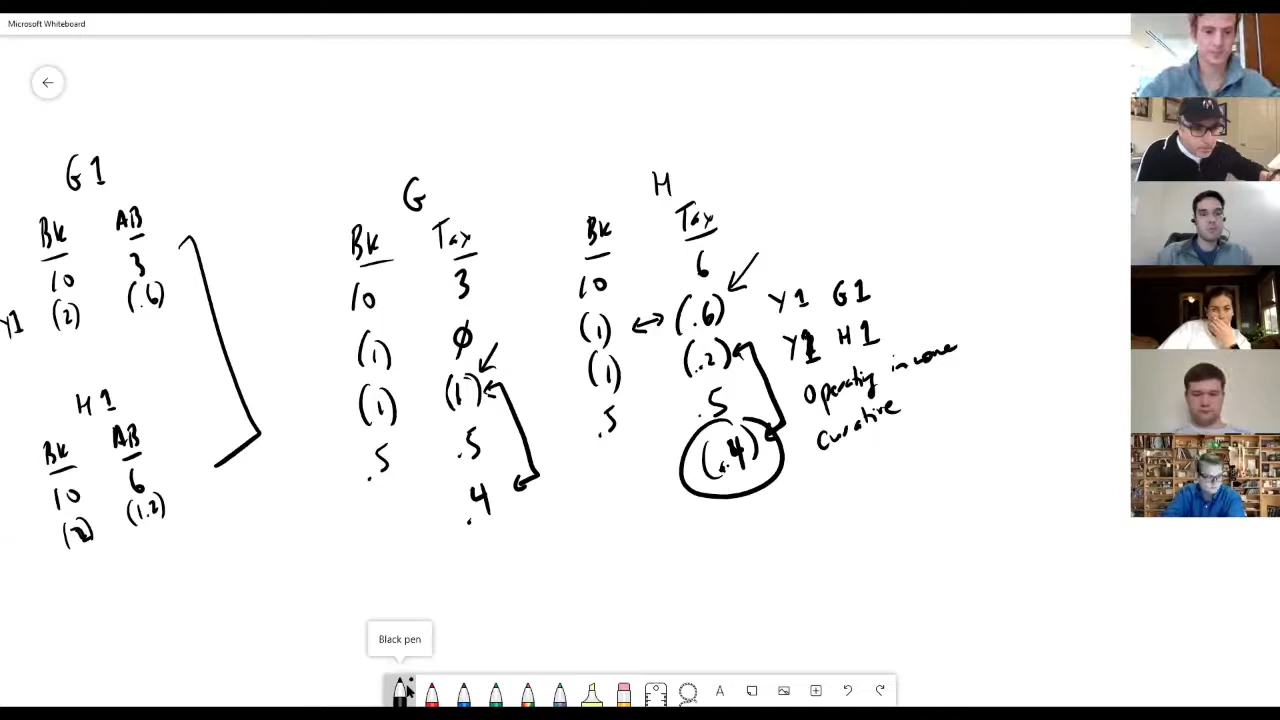 Microsoft Whiteboard
G1
Bk AB
10 3
Y1 (2) (.6)
H1
Bk AB
10 6
(2) (1.2)
G
Bk Tax
10 3
(1) ∅
(1) (1)
.5 .5
.4
H
Bk Tax
10 6
(1) ↔ (.6) Y1 G1
(1) (.2) Y1 H1
.5 .5 Operating income
(.4) curative
Black pen
A